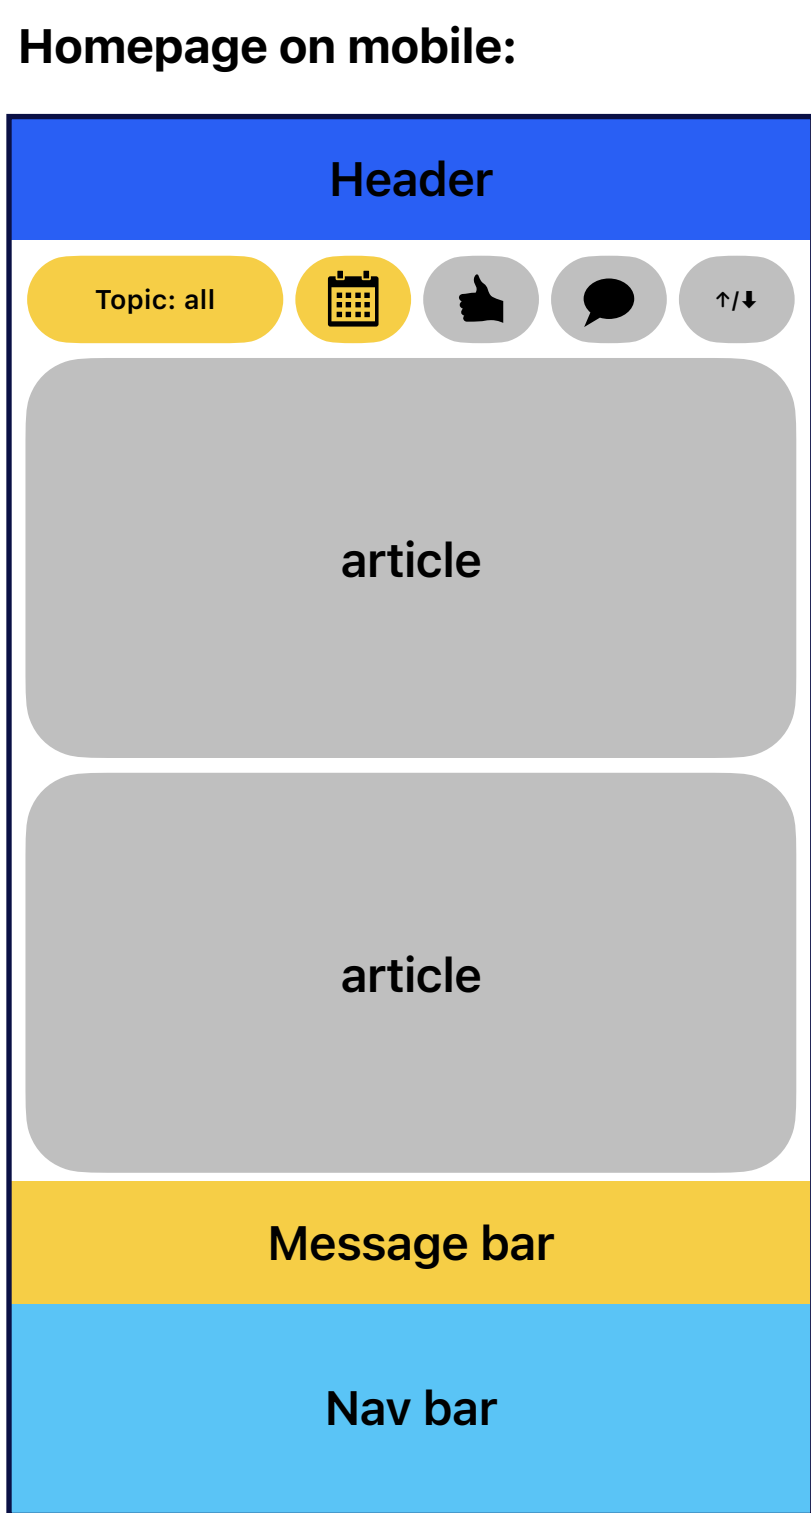 Homepage on mobile:
Header
Topic: all
↑/⬇
article
article
Message bar
Nav bar